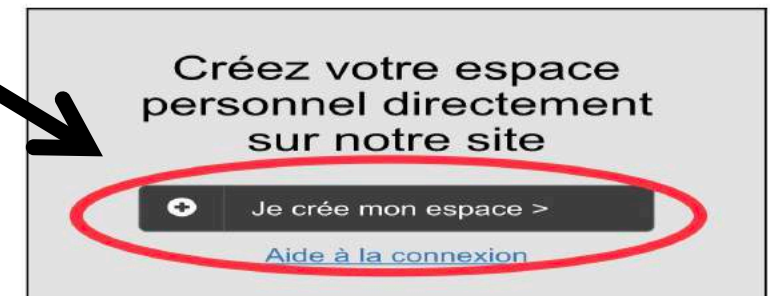 Créez votre espace
personnel directement
sur notre site
Je crée mon espace >
Aide à la connexion